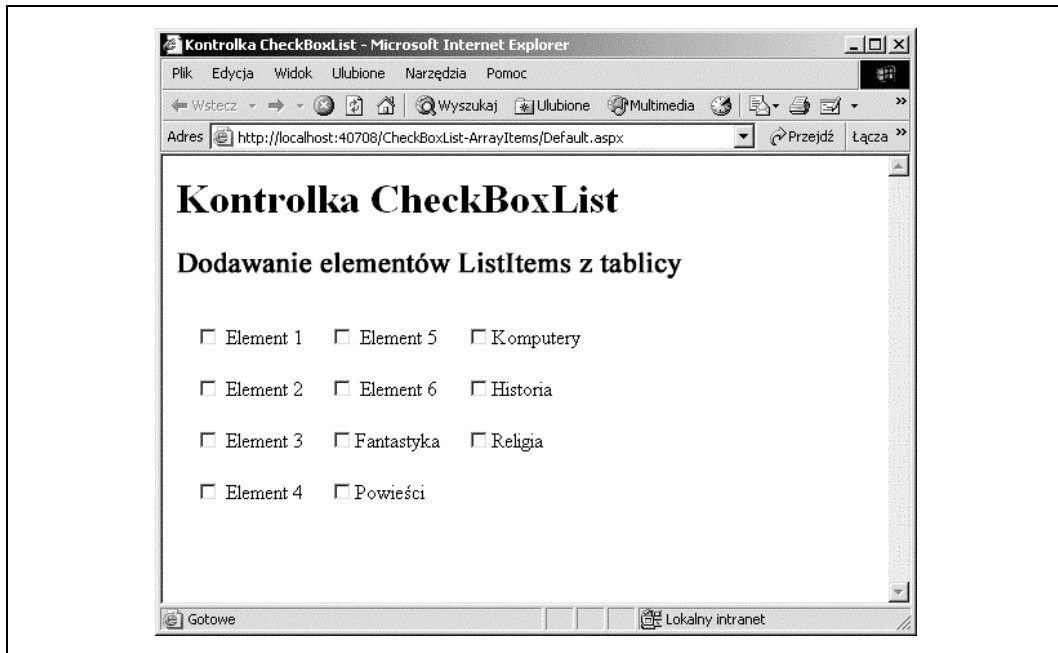 Kontrolka CheckBoxList - Microsoft Internet Explorer
Plik Edycja Widok Ulubione Narzędzia Pomoc
Wstecz Wyszukaj Ulubione Multimedia »
Adres http://localhost:40708/CheckBoxList-ArrayItems/Default.aspx Przejdź Łącza »
Kontrolka CheckBoxList
Dodawanie elementów ListItems z tablicy
Element 1 Element 5 Komputery
Element 2 Element 6 Historia
Element 3 Fantastyka Religia
Element 4 Powieści
Gotowe Lokalny intranet